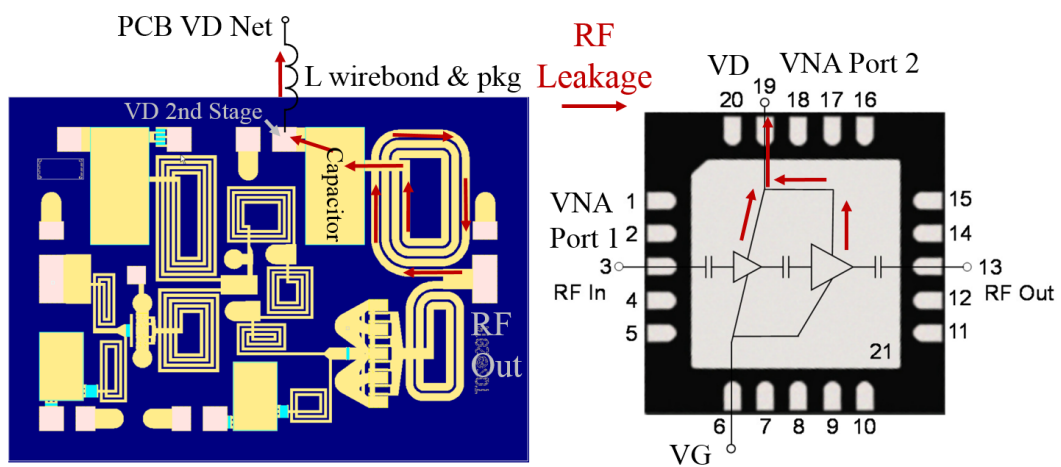 PCB VD Net
L wirebond & pkg
VD 2nd Stage
Capacitor
RF
Out
RF
Leakage
VD
VNA Port 2
19
20
18
17
16
VNA
Port 1
1
2
3
4
5
RF In
15
14
13
12
11
RF Out
21
6
7
8
9
10
VG